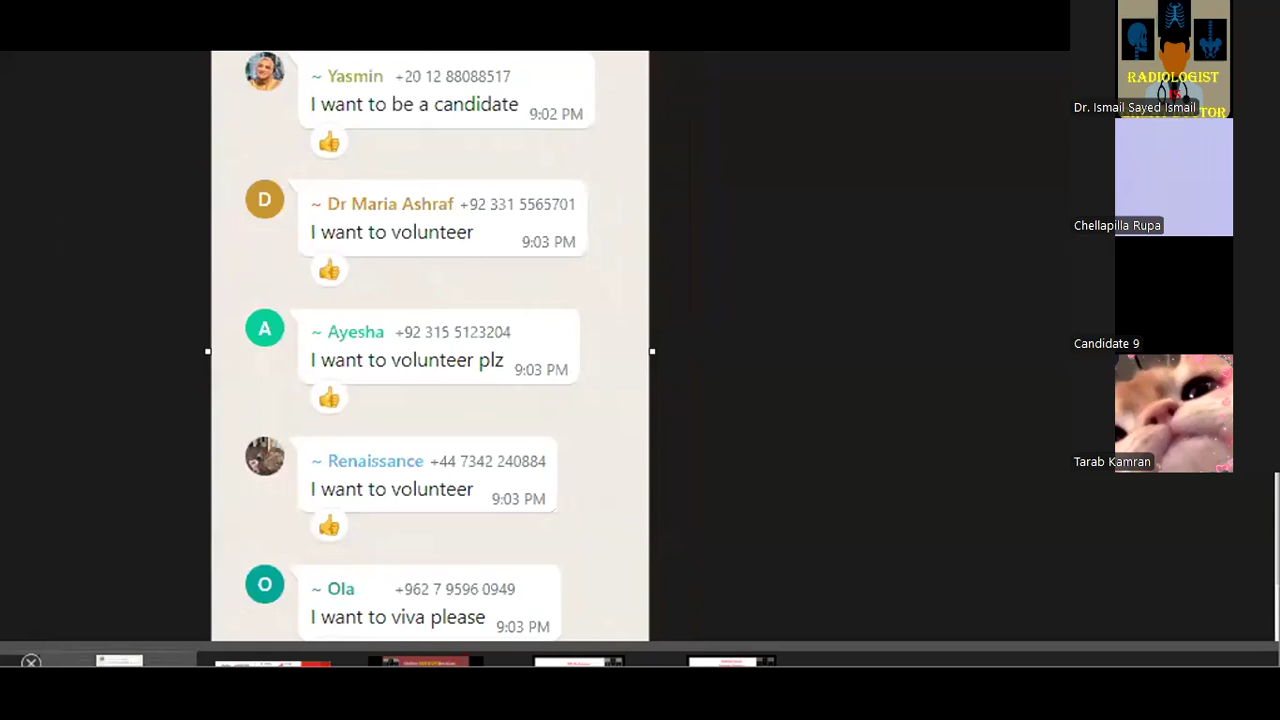 ~ Yasmin +20 12 88088517
I want to be a candidate 9:02 PM
D
~ Dr Maria Ashraf +92 331 5565701
I want to volunteer 9:03 PM
A
~ Ayesha +92 315 5123204
I want to volunteer plz 9:03 PM
~ Renaissance +44 7342 240884
I want to volunteer 9:03 PM
O
~ Ola +962 7 9596 0949
I want to viva please 9:03 PM
RADIOLOGIST
Dr. Ismail Sayed Ismail
Chellapilla Rupa
Candidate 9
Tarab Kamran